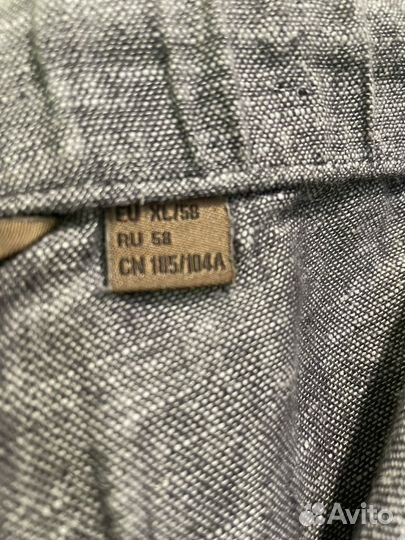 EU XL/58
RU 58
CN 185/104A
Avito